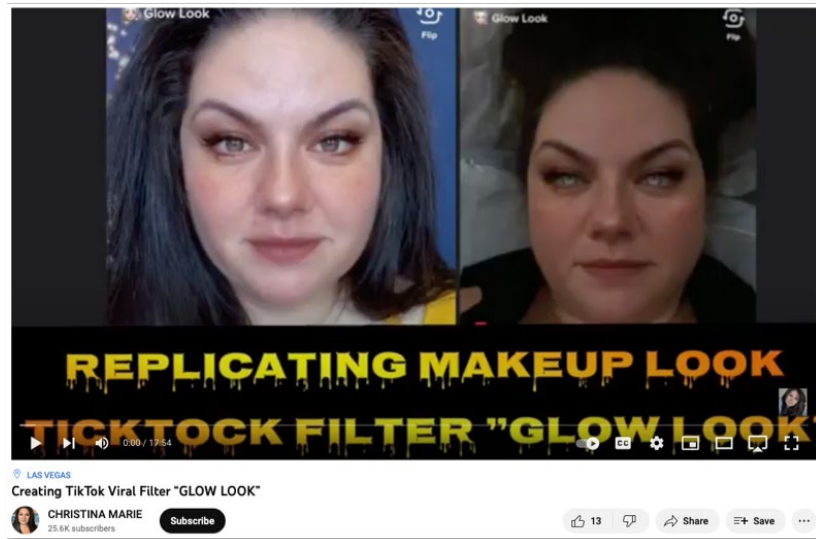 Glow Look
Flip
Glow Look
Flip
REPLICATING MAKEUP LOOK
TICKTOCK FILTER "GLOW LOOK"
0:00 / 17:54
CC
LAS VEGAS
Creating TikTok Viral Filter “GLOW LOOK”
CHRISTINA MARIE
25.6K subscribers
Subscribe
13
Share
Save